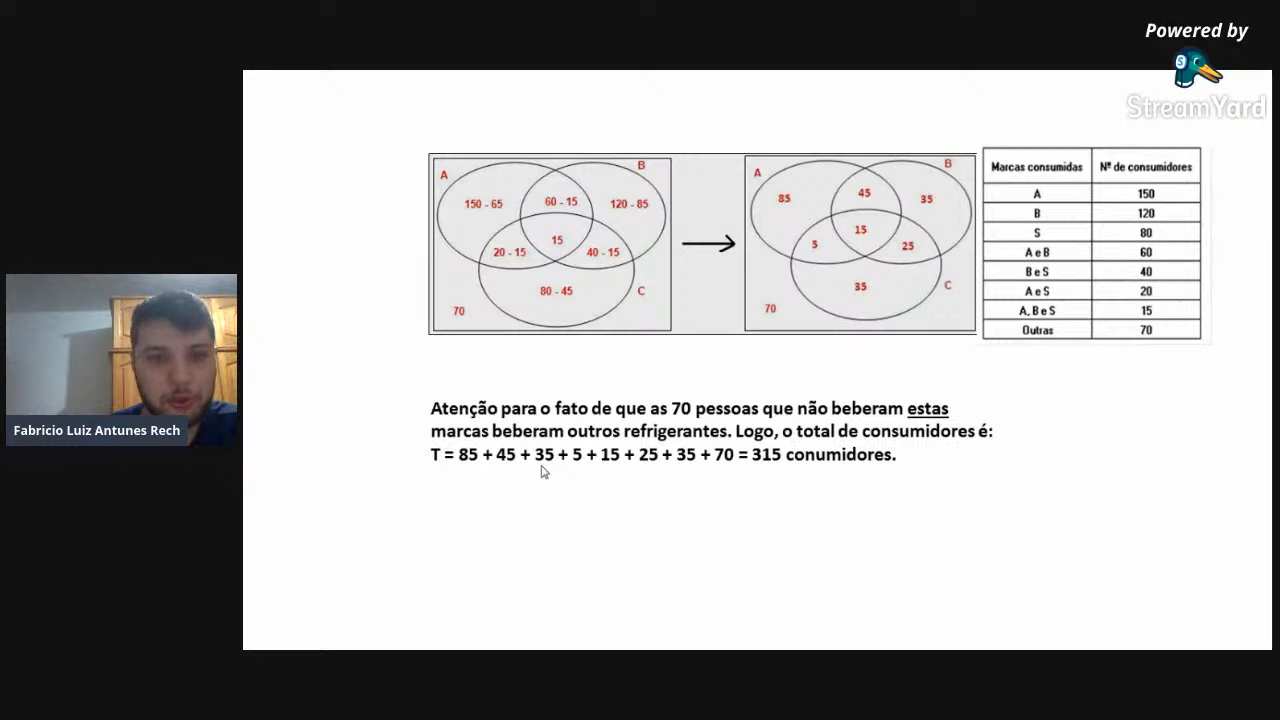 Powered by
StreamYard
A
B
150 - 65
60 - 15
120 - 85
15
20 - 15
40 - 15
80 - 45
C
70
A
B
85
45
35
15
5
25
35
C
70
Marcas consumidas Nº de consumidores
A 150
B 120
S 80
A e B 60
B e S 40
A e S 20
A, B e S 15
Outras 70
Atenção para o fato de que as 70 pessoas que não beberam estas
marcas beberam outros refrigerantes. Logo, o total de consumidores é:
T = 85 + 45 + 35 + 5 + 15 + 25 + 35 + 70 = 315 conumidores.
Fabricio Luiz Antunes Rech